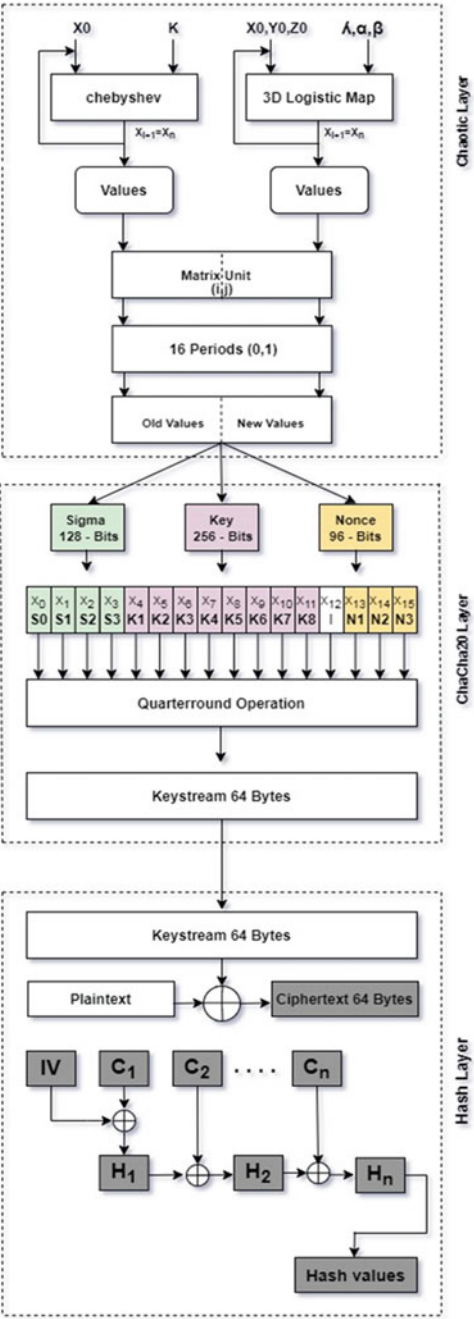 X0 K X0,Y0,Z0 ʎ,α,β
chebyshev 3D Logistic Map
X_{i-1}=X_n X_{i-1}=X_n
Values Values
Matrix Unit
(i,j)
16 Periods (0,1)
Old Values New Values
Chaotic Layer
Sigma
128 - Bits
Key
256 - Bits
Nonce
96 - Bits
X0 X1 X2 X3 X4 X5 X6 X7 X8 X9 X10 X11 X12 X13 X14 X15
S0 S1 S2 S3 K1 K2 K3 K4 K5 K6 K7 K8 I N1 N2 N3
Quarterround Operation
Keystream 64 Bytes
ChaCha20 Layer
Keystream 64 Bytes
Plaintext Ciphertext 64 Bytes
IV C1 C2 .... Cn
H1 H2 Hn
Hash values
Hash Layer